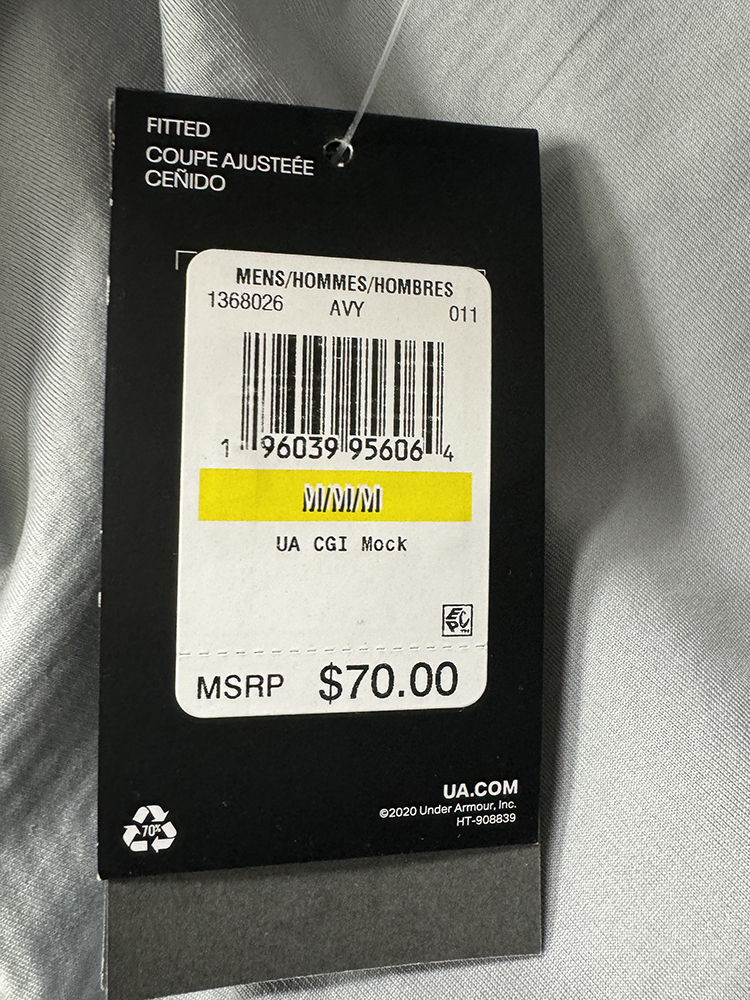 FITTED
COUPE AJUSTEÉE
CEÑIDO
MENS/HOMMES/HOMBRES
1368026 AVY 011
1 96039 95606 4
M/M/M
UA CGI Mock
EPC™
MSRP $70.00
UA.COM
©2020 Under Armour, Inc.
HT-908839
70%